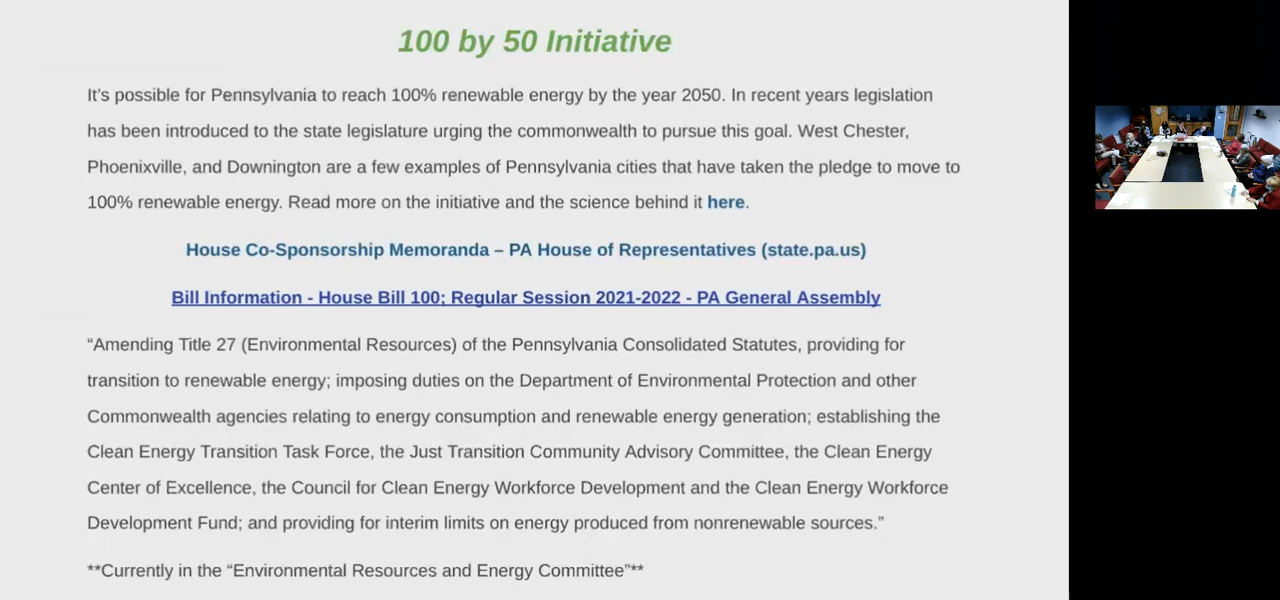 100 by 50 Initiative
It's possible for Pennsylvania to reach 100% renewable energy by the year 2050. In recent years legislation
has been introduced to the state legislature urging the commonwealth to pursue this goal. West Chester,
Phoenixville, and Downington are a few examples of Pennsylvania cities that have taken the pledge to move to
100% renewable energy. Read more on the initiative and the science behind it here.
House Co-Sponsorship Memoranda – PA House of Representatives (state.pa.us)
Bill Information - House Bill 100; Regular Session 2021-2022 - PA General Assembly
“Amending Title 27 (Environmental Resources) of the Pennsylvania Consolidated Statutes, providing for
transition to renewable energy; imposing duties on the Department of Environmental Protection and other
Commonwealth agencies relating to energy consumption and renewable energy generation; establishing the
Clean Energy Transition Task Force, the Just Transition Community Advisory Committee, the Clean Energy
Center of Excellence, the Council for Clean Energy Workforce Development and the Clean Energy Workforce
Development Fund; and providing for interim limits on energy produced from nonrenewable sources.”
**Currently in the “Environmental Resources and Energy Committee”**